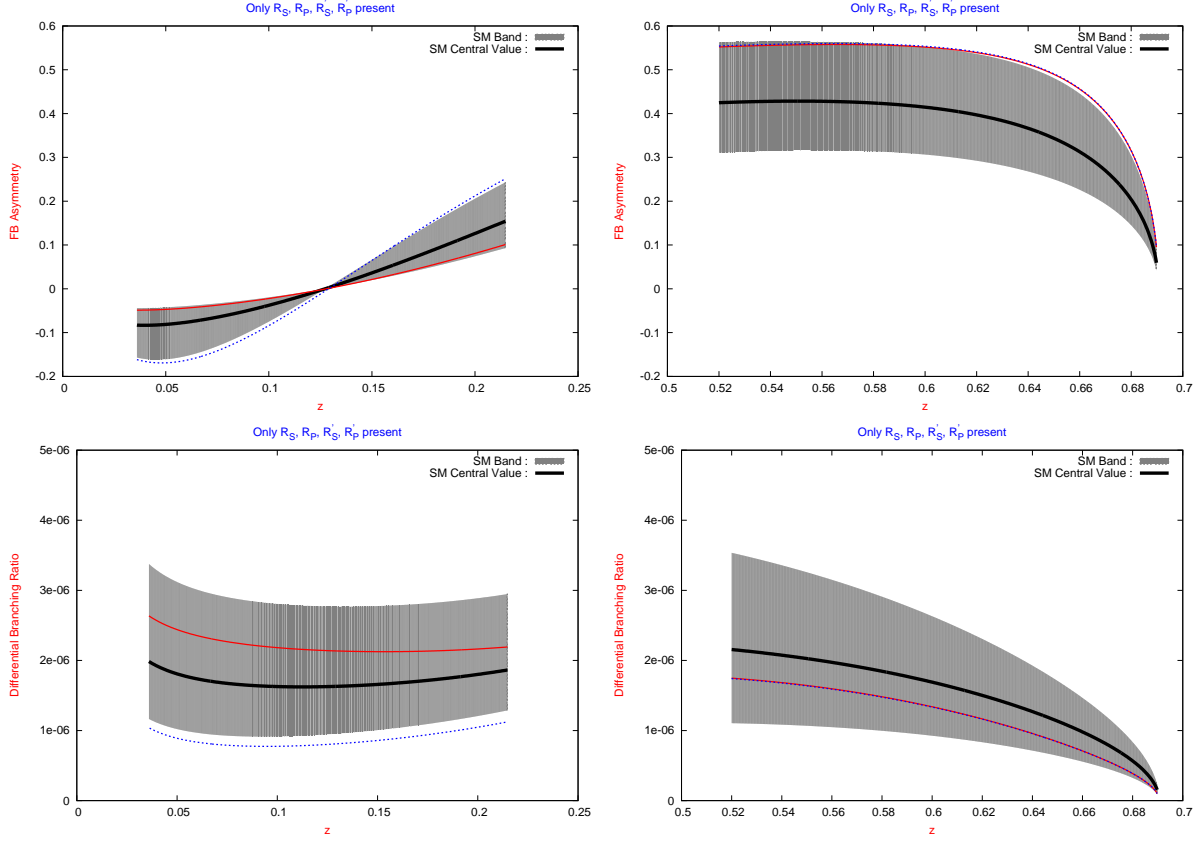 Only R_S, R_P, R'_S, R'_P present
SM Band :
SM Central Value :
0.6
0.5
0.4
0.3
0.2
0.1
0
-0.1
-0.2
FB Asymmetry
0
0.05
0.1
0.15
0.2
0.25
z
Only R_S, R_P, R'_S, R'_P present
SM Band :
SM Central Value :
0.6
0.5
0.4
0.3
0.2
0.1
0
-0.1
-0.2
FB Asymmetry
0.5
0.52
0.54
0.56
0.58
0.6
0.62
0.64
0.66
0.68
0.7
z
Only R_S, R_P, R'_S, R'_P present
SM Band :
SM Central Value :
5e-06
4e-06
3e-06
2e-06
1e-06
0
Differential Branching Ratio
0
0.05
0.1
0.15
0.2
0.25
z
Only R_S, R_P, R'_S, R'_P present
SM Band :
SM Central Value :
5e-06
4e-06
3e-06
2e-06
1e-06
0
Differential Branching Ratio
0.5
0.52
0.54
0.56
0.58
0.6
0.62
0.64
0.66
0.68
0.7
z